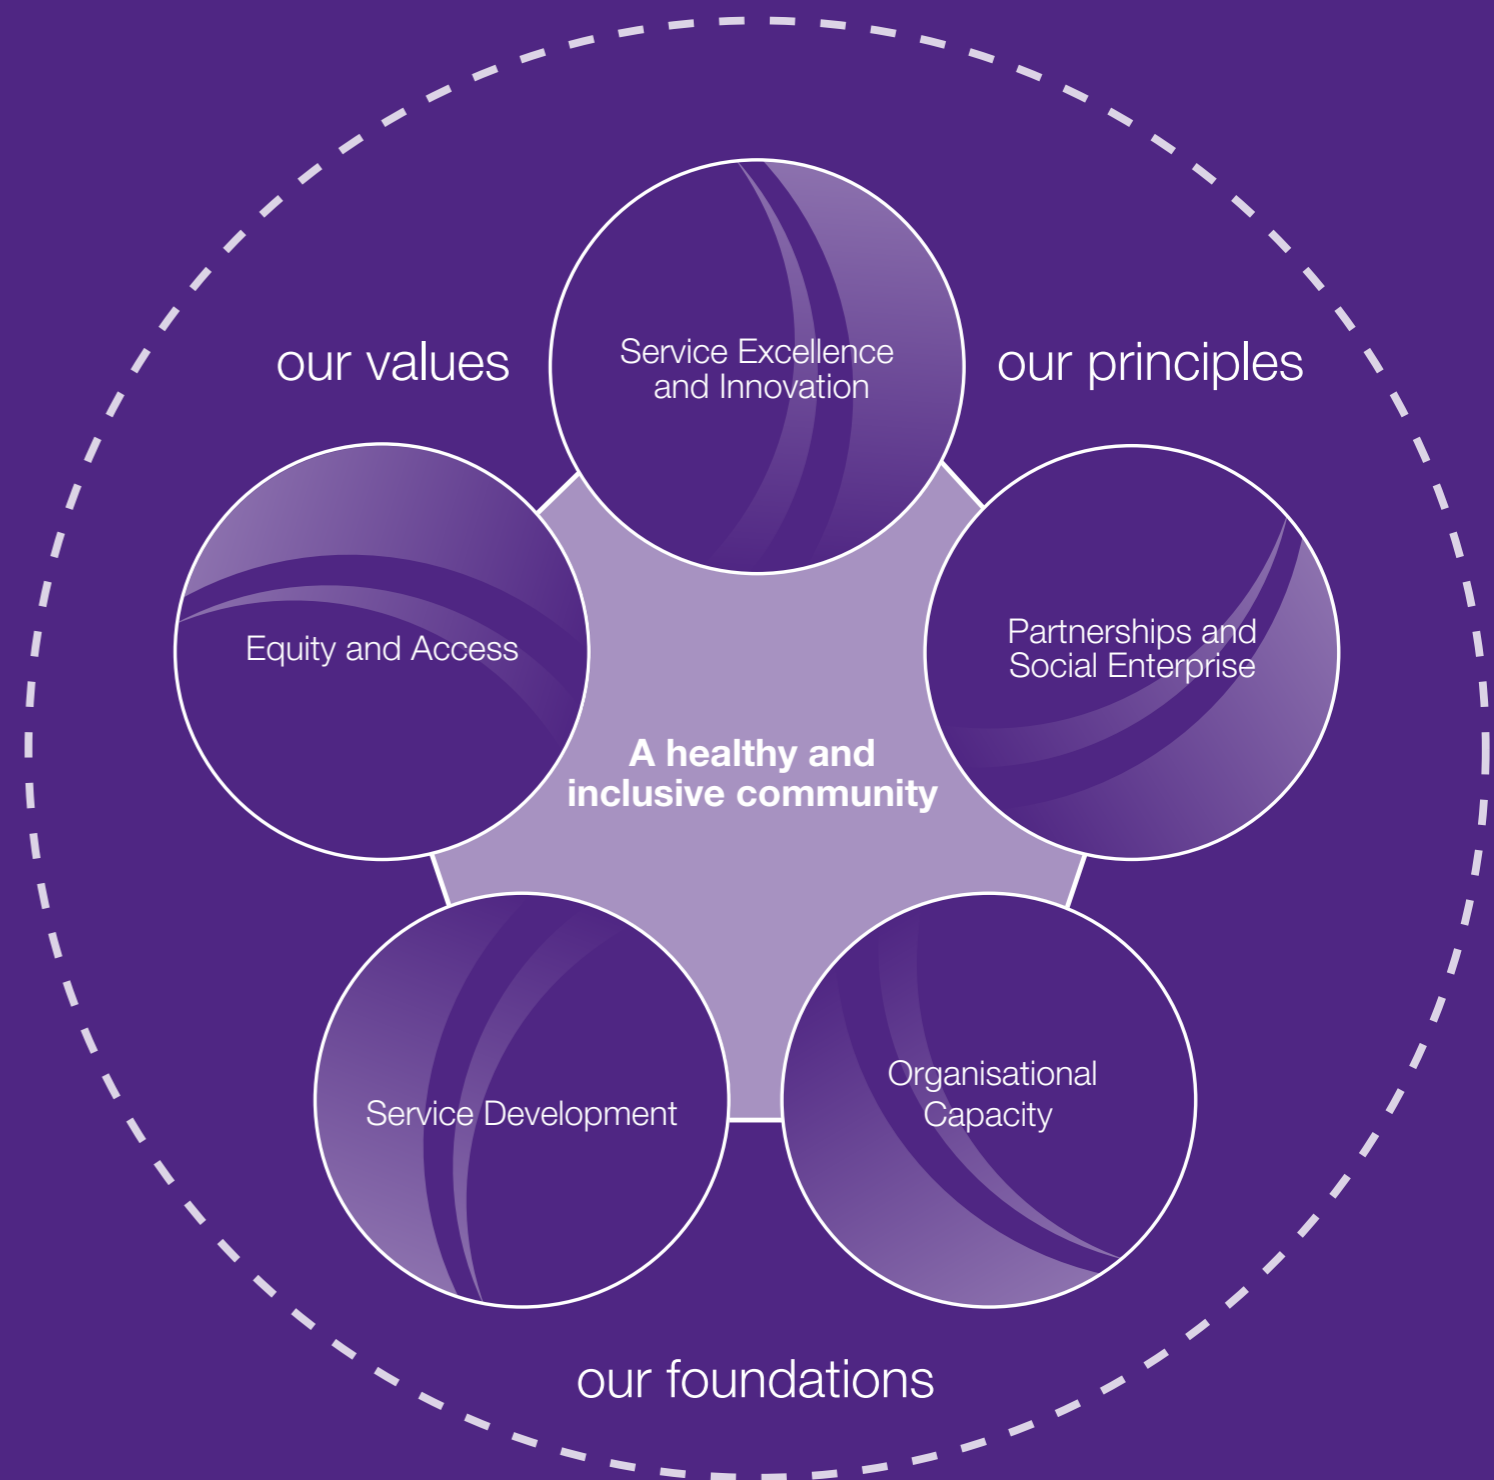 our values
Service Excellence
and Innovation
our principles
Equity and Access
Partnerships and
Social Enterprise
A healthy and
inclusive community
Service Development
Organisational
Capacity
our foundations